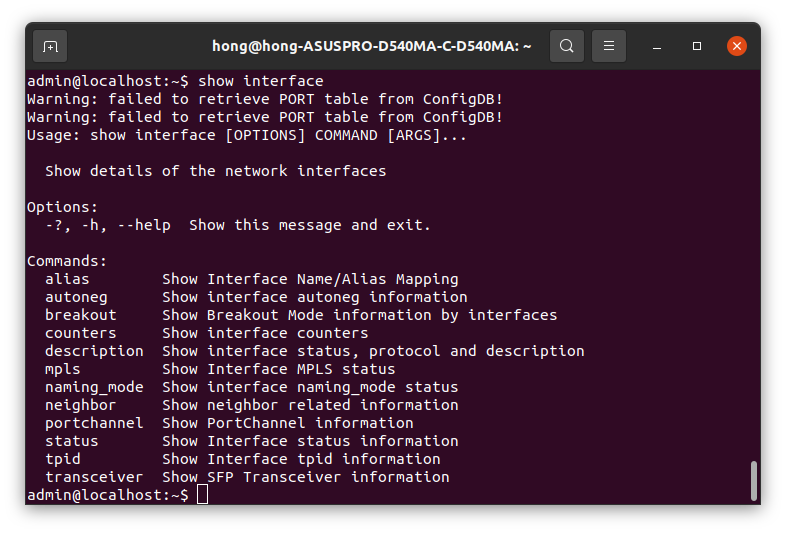 hong@hong-ASUSPRO-D540MA-C-D540MA: ~
admin@localhost:~$ show interface
Warning: failed to retrieve PORT table from ConfigDB!
Warning: failed to retrieve PORT table from ConfigDB!
Usage: show interface [OPTIONS] COMMAND [ARGS]...
Show details of the network interfaces
Options:
-?, -h, --help  Show this message and exit.
Commands:
alias        Show Interface Name/Alias Mapping
autoneg      Show interface autoneg information
breakout     Show Breakout Mode information by interfaces
counters     Show interface counters
description  Show interface status, protocol and description
mpls         Show Interface MPLS status
naming_mode  Show interface naming_mode status
neighbor     Show neighbor related information
portchannel  Show PortChannel information
status       Show Interface status information
tpid         Show Interface tpid information
transceiver  Show SFP Transceiver information
admin@localhost:~$